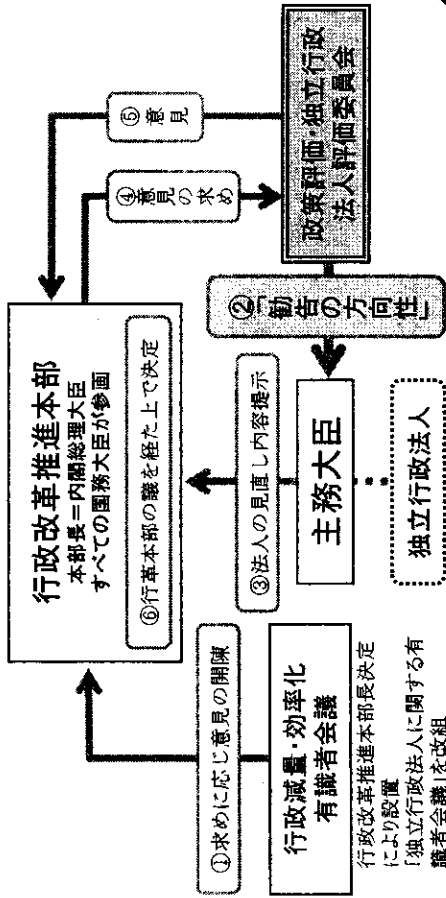 行政改革推進本部
本部長＝内閣総理大臣
すべての国務大臣が参画
⑥行革本部の議を経た上で決定
①求めに応じ意見の開陳
③法人の見直し内容提示
④意見の求め
⑤意見
行政減量・効率化
有識者会議
行政改革推進本部長決定
により設置
「独立行政法人に関する有
識者会議」を改組
主務大臣
独立行政法人
②「勧告の方向性」
政策評価・独立行政
法人評価委員会